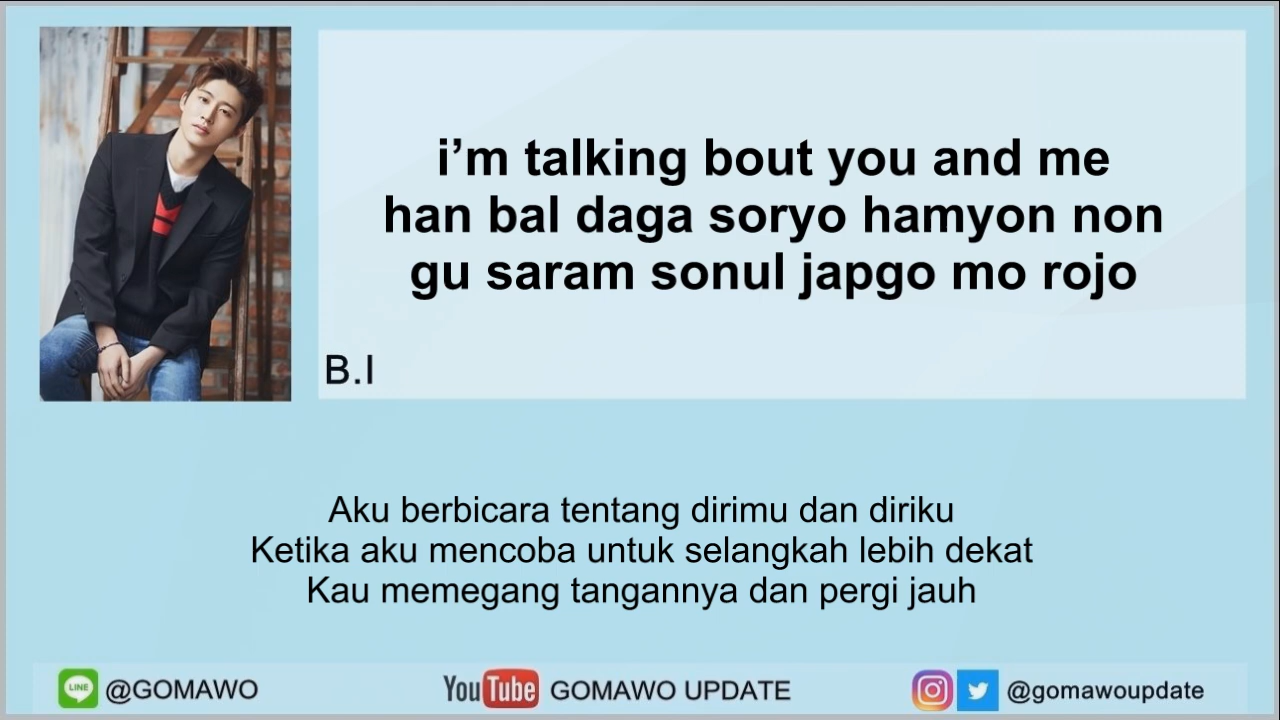 i’m talking bout you and me
han bal daga soryo hamyon non
gu saram sonul japgo mo rojo
B.I
Aku berbicara tentang dirimu dan diriku
Ketika aku mencoba untuk selangkah lebih dekat
Kau memegang tangannya dan pergi jauh
LINE @GOMAWO
YouTube GOMAWO UPDATE
@gomawoupdate